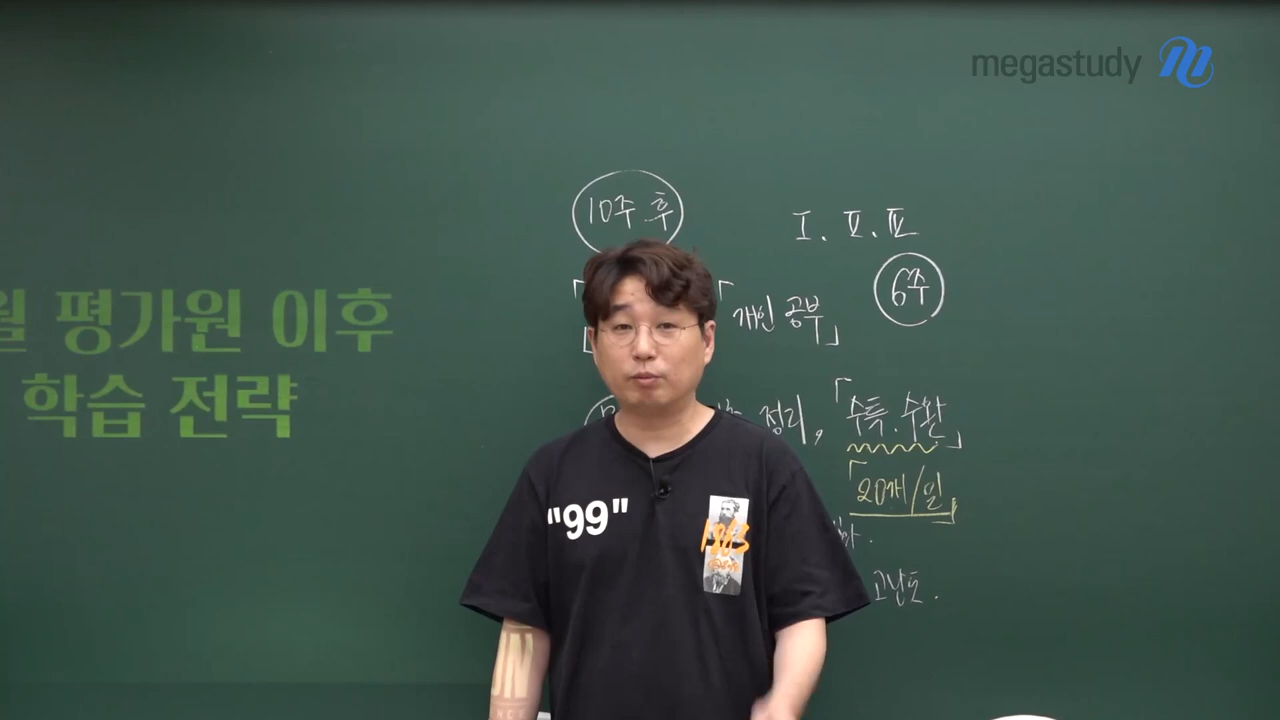 megastudy
10주 후
I. II. III
6주
「개인 공부」
월 평가원 이후
학습 전략
정리, 「수특.수완」
「20개/일」
"99"
1863
고난도.